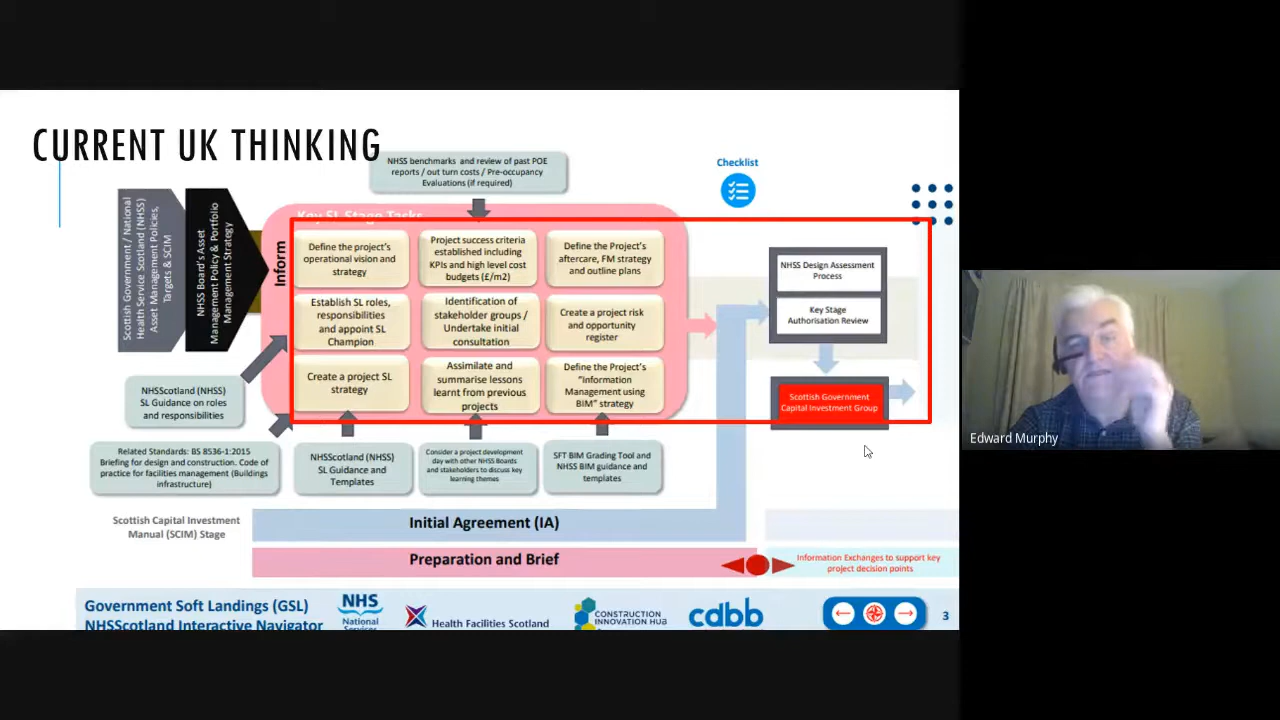 CURRENT UK THINKING
NHSS benchmarks and review of past POE
reports / out turn costs / Pre-occupancy
Evaluations (if required)
Checklist
Scottish Government / National
Health Service Scotland (NHSS)
Asset Management Policies,
Targets & SCIM
NHSS Board's Asset
Management Policy & Portfolio
Management Strategy
Inform
Key SL Stage Tasks
Define the project's
operational vision and
strategy
Project success criteria
established including
KPIs and high level cost
budgets (£/m2)
Define the Project's
aftercare, FM strategy
and outline plans
Establish SL roles,
responsibilities
and appoint SL
Champion
Identification of
stakeholder groups /
Undertake initial
consultation
Create a project risk
and opportunity
register
Create a project SL
strategy
Assimilate and
summarise lessons
learnt from previous
projects
Define the Project's
"Information
Management using
BIM" strategy
NHSS Design Assessment
Process
Key Stage
Authorisation Review
Scottish Government
Capital Investment Group
NHSScotland (NHSS)
SL Guidance on roles
and responsibilities
Related Standards: BS 8536-1:2015
Briefing for design and construction. Code of
practice for facilities management (Buildings
infrastructure)
NHSScotland (NHSS)
SL Guidance and
Templates
Consider a project development
day with other NHSS Boards
and stakeholders to discuss key
learning themes
SFT BIM Grading Tool and
NHSS BIM guidance and
templates
Scottish Capital Investment
Manual (SCIM) Stage
Initial Agreement (IA)
Preparation and Brief
Information Exchanges to support key
project decision points
Government Soft Landings (GSL)
NHSScotland Interactive Navigator
NHS
National
Services
Health Facilities Scotland
CONSTRUCTION
INNOVATION HUB
cdbb
3
Edward Murphy